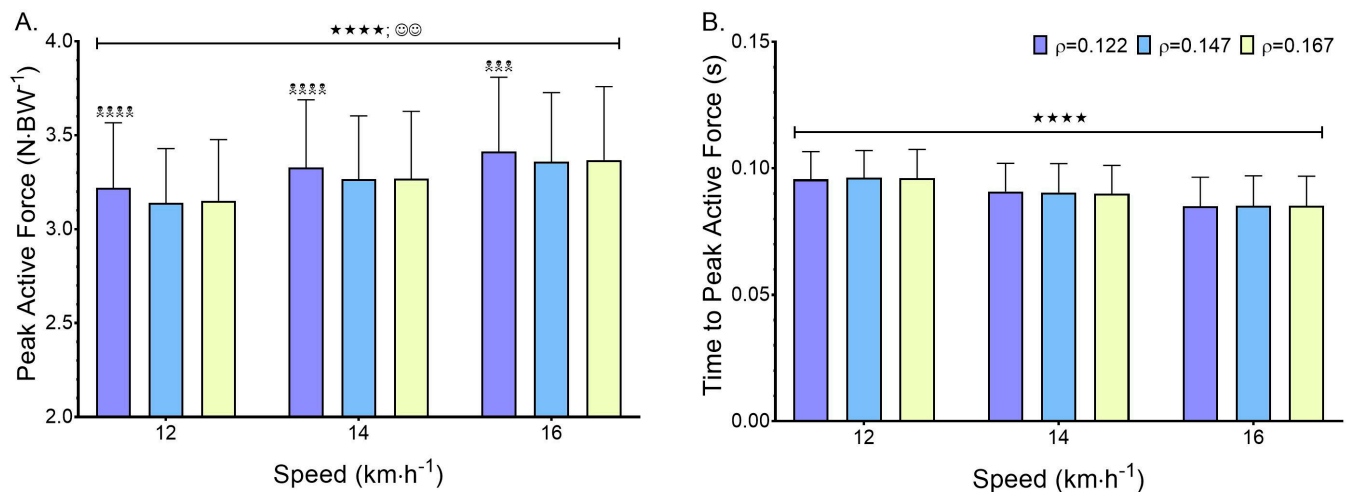 A.
★★★★; ☺☺
Peak Active Force (N·BW⁻¹)
4.0
3.5
3.0
2.5
2.0
☠☠☠☠
☠☠☠☠
☠☠☠
12
14
16
Speed (km·h⁻¹)
B.
ρ=0.122 ρ=0.147 ρ=0.167
★★★★
Time to Peak Active Force (s)
0.15
0.10
0.05
0.00
12
14
16
Speed (km·h⁻¹)